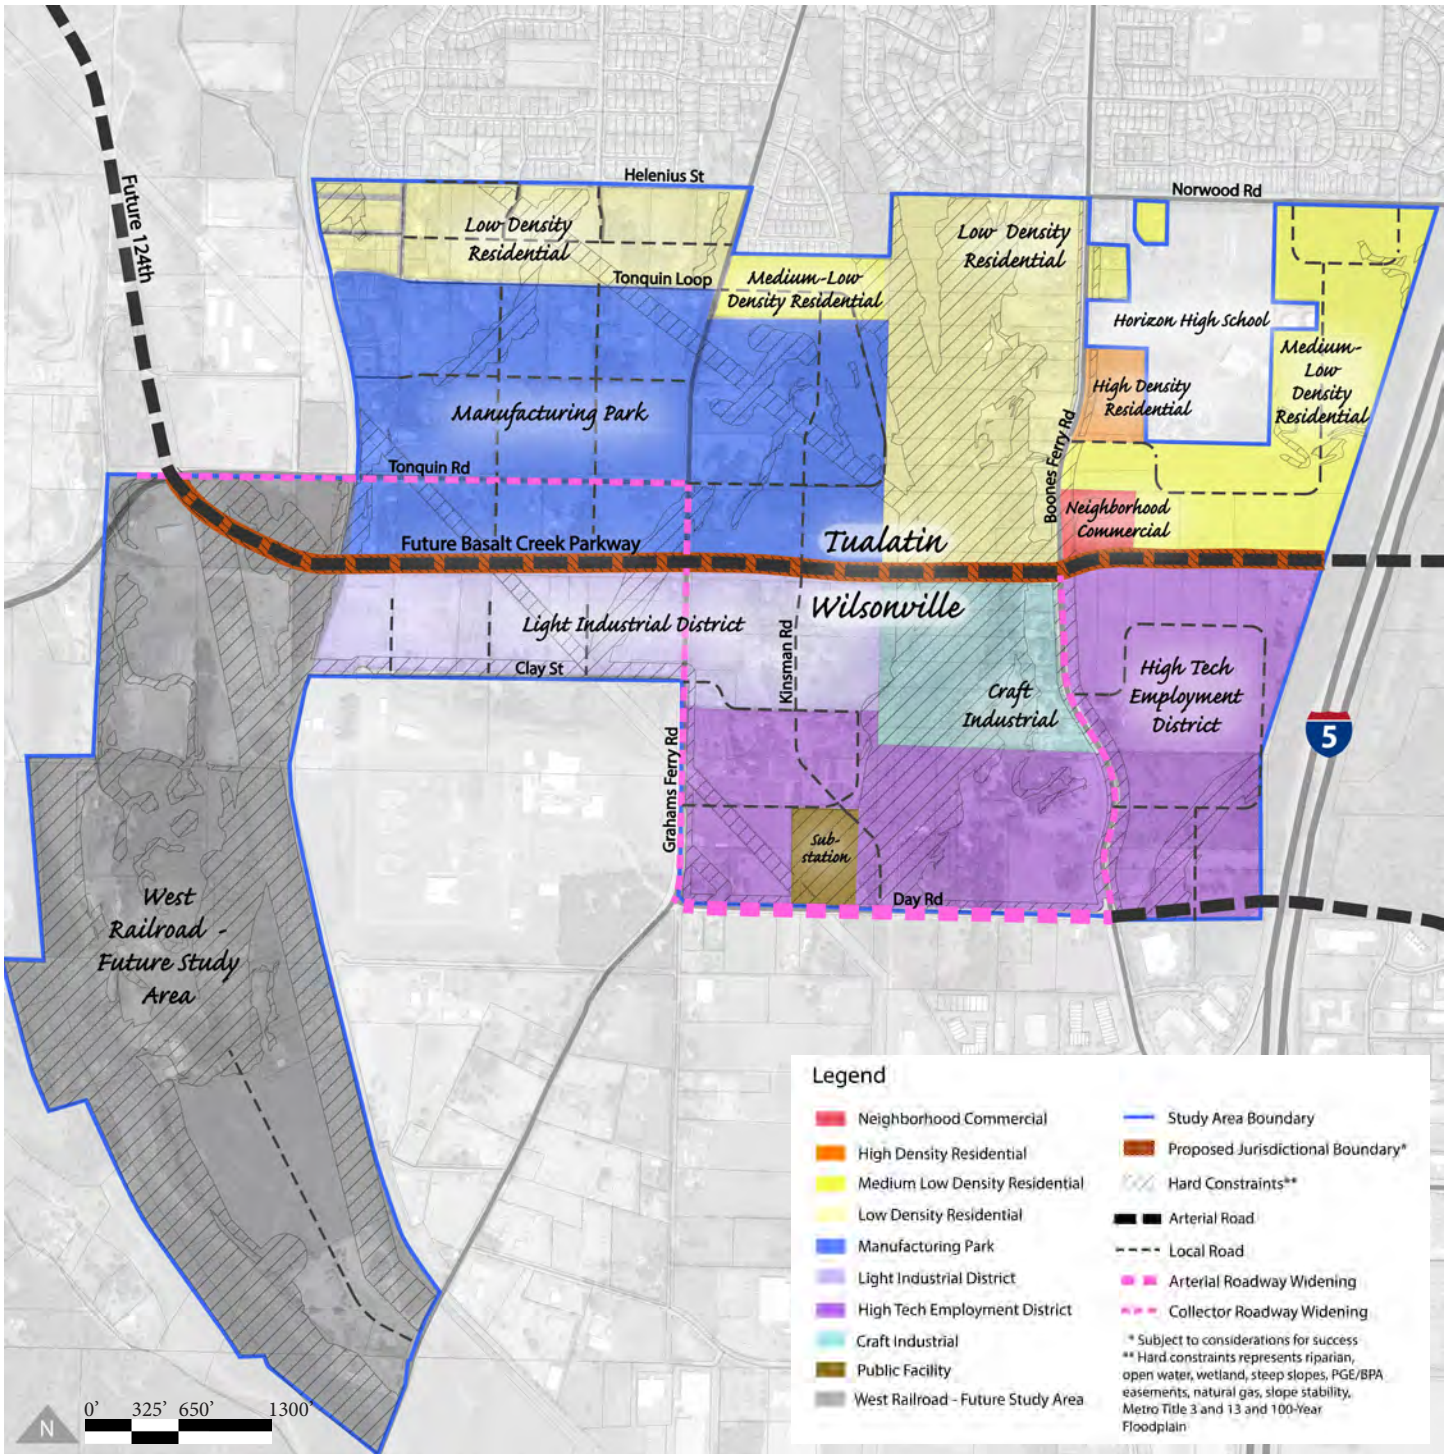 Helenius St
Norwood Rd
Future 124th
Low Density
Residential
Low Density
Residential
Tonquin Loop
Medium-Low
Density Residential
Horizon High School
Medium-
Low
Density
Residential
High Density
Residential
Manufacturing Park
Boones Ferry Rd
Tonquin Rd
Neighborhood
Commercial
Future Basalt Creek Parkway
Tualatin
Wilsonville
Light Industrial District
Clay St
Kinsman Rd
Craft
Industrial
High Tech
Employment
District
5
Grahams Ferry Rd
Sub-
station
Day Rd
West
Railroad -
Future Study
Area
Legend
Neighborhood Commercial
High Density Residential
Medium Low Density Residential
Low Density Residential
Manufacturing Park
Light Industrial District
High Tech Employment District
Craft Industrial
Public Facility
West Railroad - Future Study Area
Study Area Boundary
Proposed Jurisdictional Boundary*
Hard Constraints**
Arterial Road
Local Road
Arterial Roadway Widening
Collector Roadway Widening
* Subject to considerations for success
** Hard constraints represents riparian,
open water, wetland, steep slopes, PGE/BPA
easements, natural gas, slope stability,
Metro Title 3 and 13 and 100-Year
Floodplain
N
0' 325' 650' 1300'